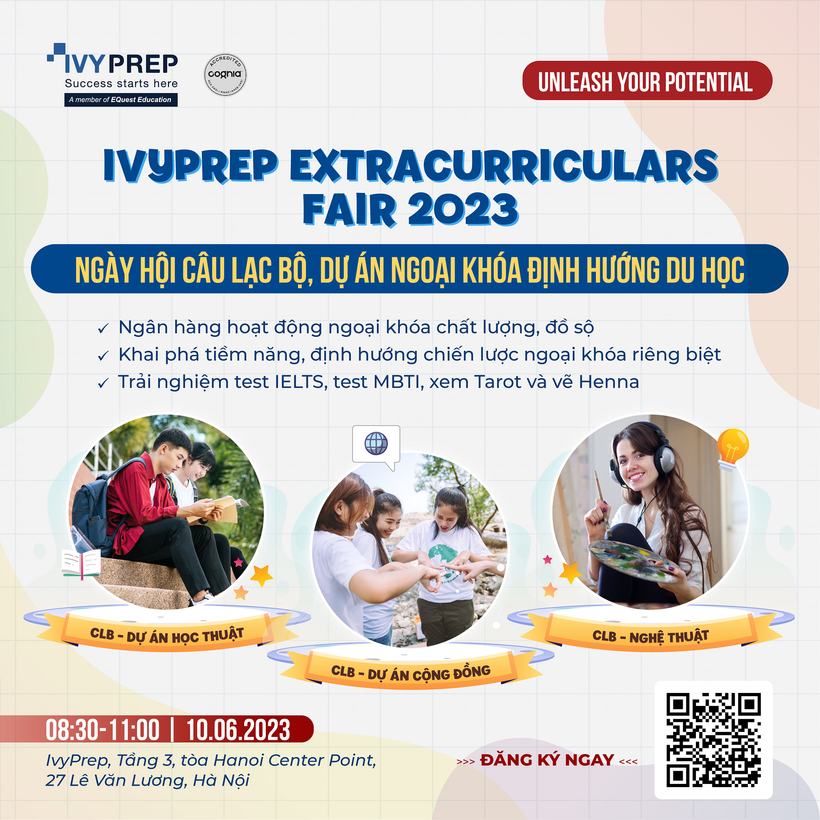 IVYPREP
Success starts here
A member of EQuest Education
ACCREDITED
cognia
UNLEASH YOUR POTENTIAL
IVYPREP EXTRACURRICULARS
FAIR 2023
NGÀY HỘI CÂU LẠC BỘ, DỰ ÁN NGOẠI KHÓA ĐỊNH HƯỚNG DU HỌC
✓ Ngân hàng hoạt động ngoại khóa chất lượng, đồ sộ
✓ Khai phá tiềm năng, định hướng chiến lược ngoại khóa riêng biệt
✓ Trải nghiệm test IELTS, test MBTI, xem Tarot và vẽ Henna
CLB - DỰ ÁN HỌC THUẬT
CLB - DỰ ÁN CỘNG ĐỒNG
CLB - NGHỆ THUẬT
08:30-11:00 | 10.06.2023
IvyPrep, Tầng 3, tòa Hanoi Center Point,
27 Lê Văn Lương, Hà Nội
>>> ĐĂNG KÝ NGAY <<<